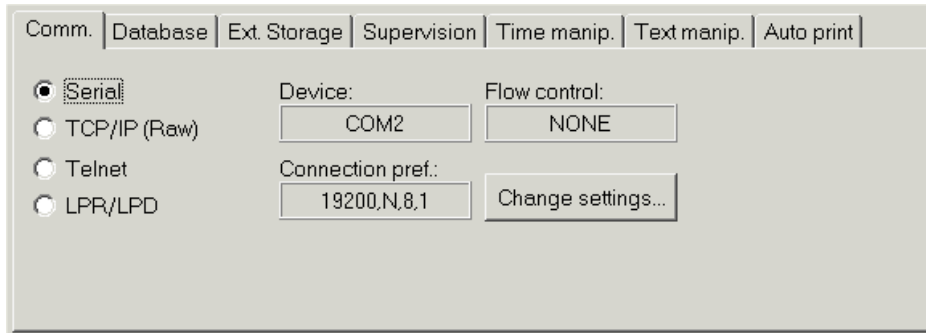 Comm. Database Ext. Storage Supervision Time manip. Text manip. Auto print
Serial Device: Flow control:
TCP/IP (Raw) COM2 NONE
Telnet Connection pref.:
LPR/LPD 19200,N,8,1 Change settings...